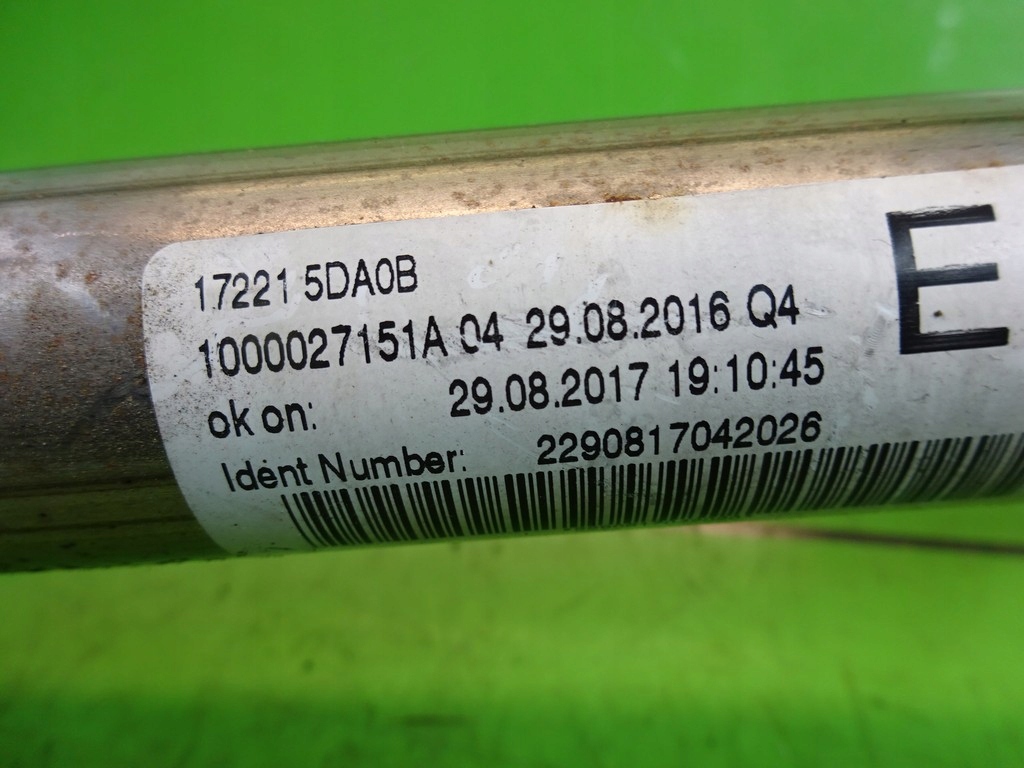 17221 5DA0B
1000027151A 04 29.08.2016 Q4
ok on: 29.08.2017 19:10:45
Ident Number: 2290817042026
E